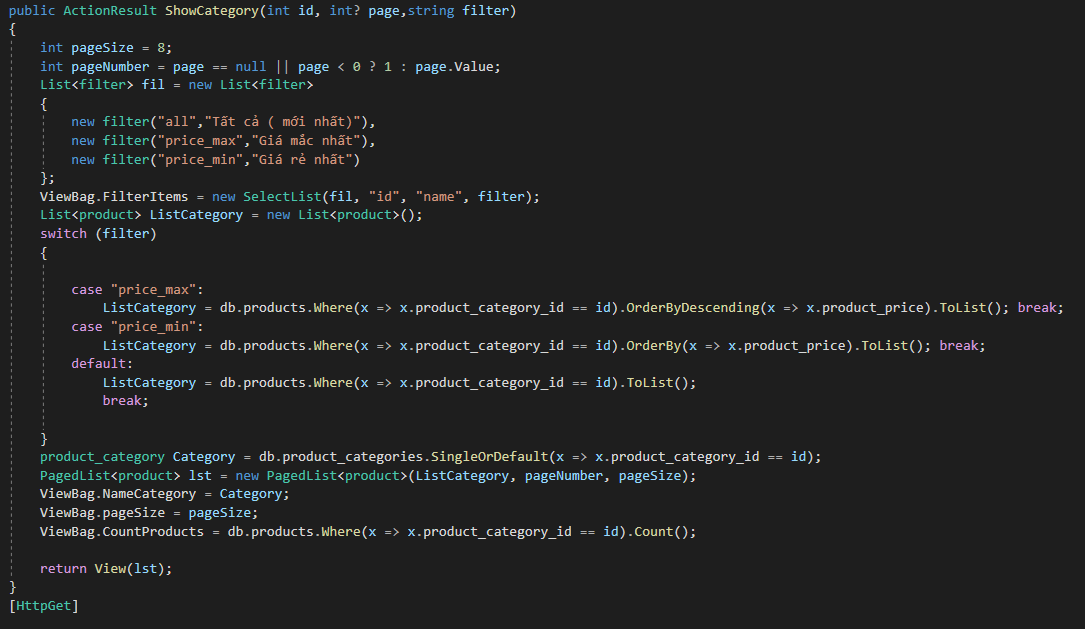 public ActionResult ShowCategory(int id, int? page,string filter)
{
int pageSize = 8;
int pageNumber = page == null || page < 0 ? 1 : page.Value;
List<filter> fil = new List<filter>
{
new filter("all","Tất cả ( mới nhất)"),
new filter("price_max","Giá mắc nhất"),
new filter("price_min","Giá rẻ nhất")
};
ViewBag.FilterItems = new SelectList(fil, "id", "name", filter);
List<product> ListCategory = new List<product>();
switch (filter)
{
case "price_max":
ListCategory = db.products.Where(x => x.product_category_id == id).OrderByDescending(x => x.product_price).ToList(); break;
case "price_min":
ListCategory = db.products.Where(x => x.product_category_id == id).OrderBy(x => x.product_price).ToList(); break;
default:
ListCategory = db.products.Where(x => x.product_category_id == id).ToList();
break;
}
product_category Category = db.product_categories.SingleOrDefault(x => x.product_category_id == id);
PagedList<product> lst = new PagedList<product>(ListCategory, pageNumber, pageSize);
ViewBag.NameCategory = Category;
ViewBag.pageSize = pageSize;
ViewBag.CountProducts = db.products.Where(x => x.product_category_id == id).Count();
return View(lst);
}
[HttpGet]